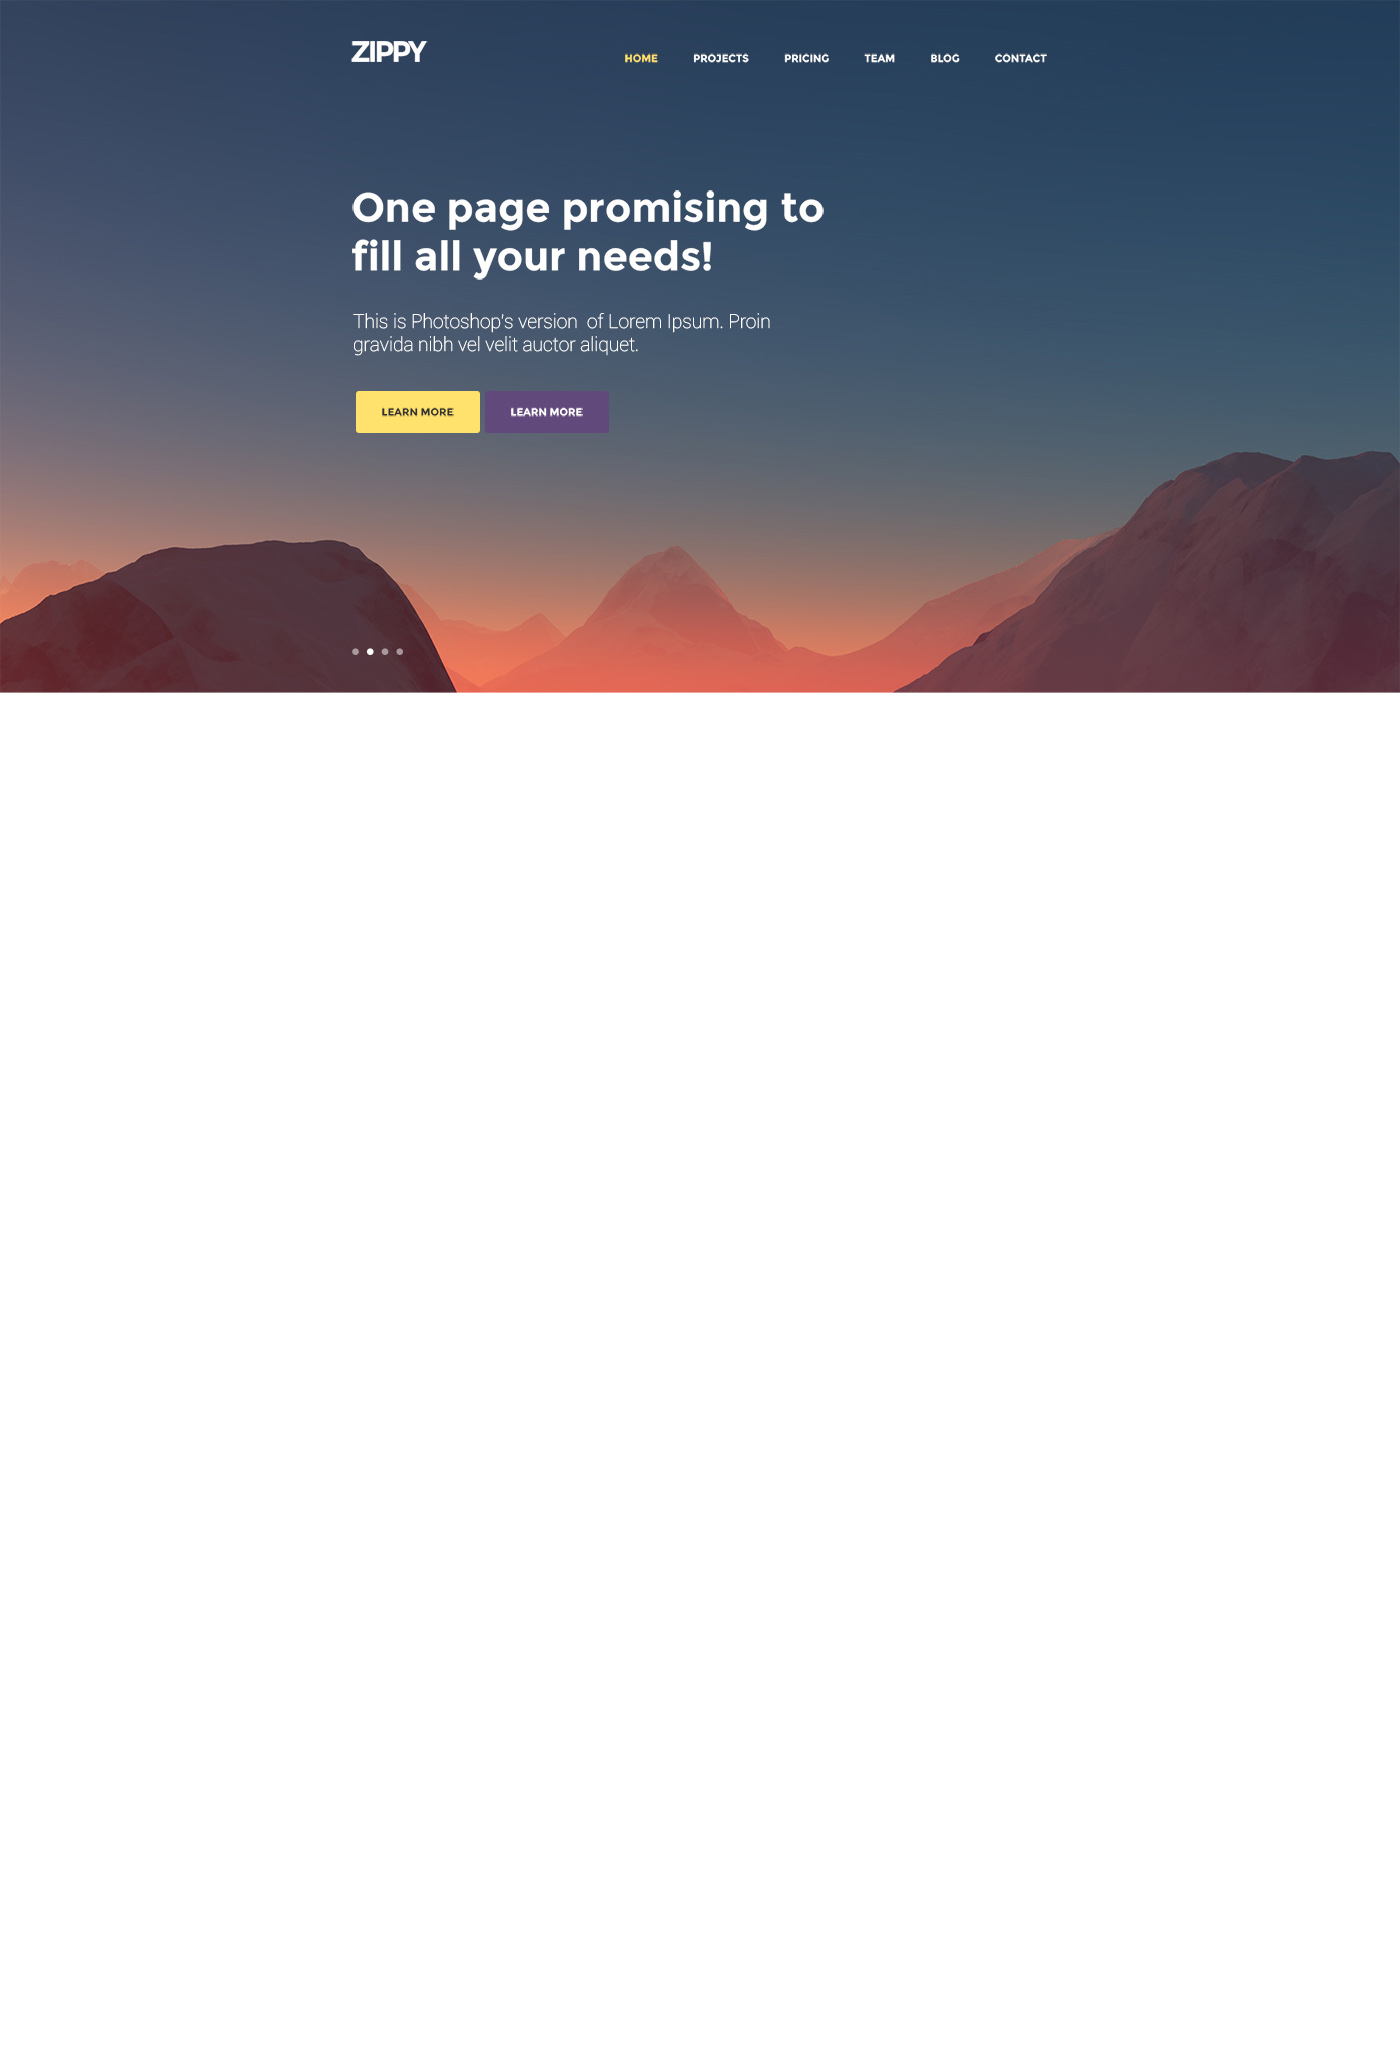 ZIPPY
HOME PROJECTS PRICING TEAM BLOG CONTACT
One page promising to
fill all your needs!
This is Photoshop's version  of Lorem Ipsum. Proin
gravida nibh vel velit auctor aliquet.
LEARN MORE LEARN MORE